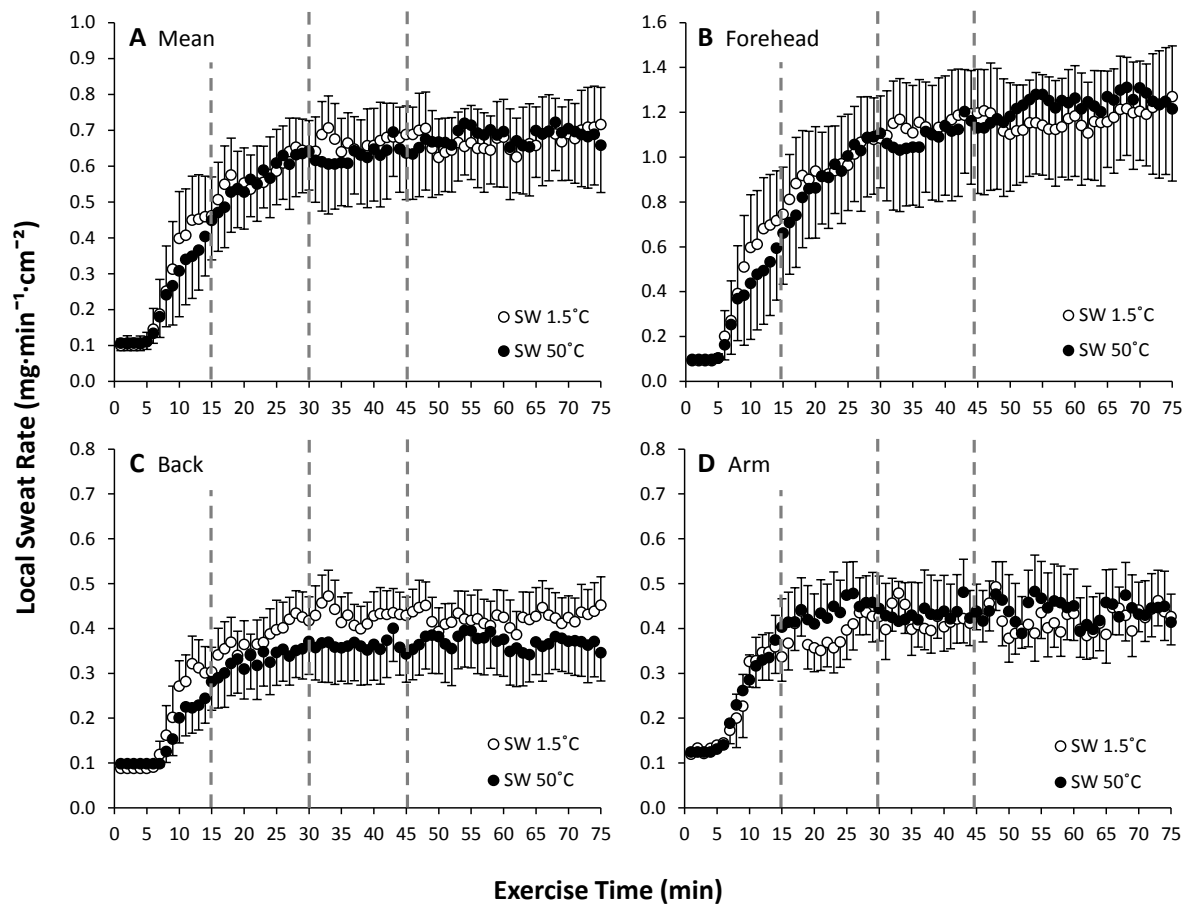 Local Sweat Rate (mg·min⁻¹·cm⁻²)
A Mean
1.0
0.9
0.8
0.7
0.6
0.5
0.4
0.3
0.2
0.1
0.0
0 5 10 15 20 25 30 35 40 45 50 55 60 65 70 75
SW 1.5˚C
SW 50˚C
B Forehead
1.6
1.4
1.2
1.0
0.8
0.6
0.4
0.2
0.0
0 5 10 15 20 25 30 35 40 45 50 55 60 65 70 75
SW 1.5˚C
SW 50˚C
C Back
0.8
0.7
0.6
0.5
0.4
0.3
0.2
0.1
0.0
0 5 10 15 20 25 30 35 40 45 50 55 60 65 70 75
SW 1.5˚C
SW 50˚C
D Arm
0.8
0.7
0.6
0.5
0.4
0.3
0.2
0.1
0.0
0 5 10 15 20 25 30 35 40 45 50 55 60 65 70 75
SW 1.5˚C
SW 50˚C
Exercise Time (min)